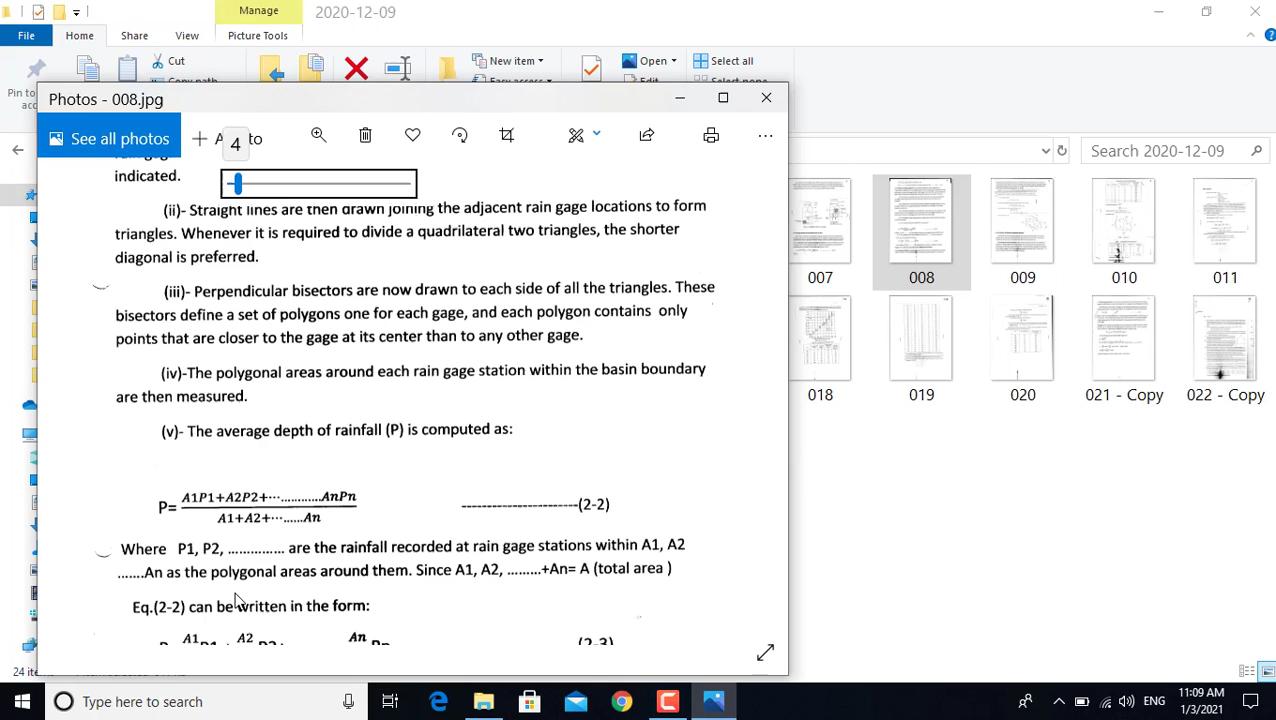 Manage
2020-12-09
File
Home
Share
View
Picture Tools
Cut
New item
Open
Select all
Pin to
Photos - 008.jpg
See all photos
4
Search 2020-12-09
indicated.
(ii)- Straight lines are then drawn joining the adjacent rain gage locations to form
triangles. Whenever it is required to divide a quadrilateral two triangles, the shorter
diagonal is preferred.
(iii)- Perpendicular bisectors are now drawn to each side of all the triangles. These
bisectors define a set of polygons one for each gage, and each polygon contains only
points that are closer to the gage at its center than to any other gage.
(iv)-The polygonal areas around each rain gage station within the basin boundary
are then measured.
(v)- The average depth of rainfall (P) is computed as:
P= A1P1+A2P2+⋯............AnPn
A1+A2+⋯......An
------------------------(2-2)
Where P1, P2, ............... are the rainfall recorded at rain gage stations within A1, A2
.......An as the polygonal areas around them. Since A1, A2, .........+An= A (total area )
Eq.(2-2) can be written in the form:
007
008
009
010
011
018
019
020
021 - Copy
022 - Copy
Type here to search
ENG
11:09 AM
1/3/2021